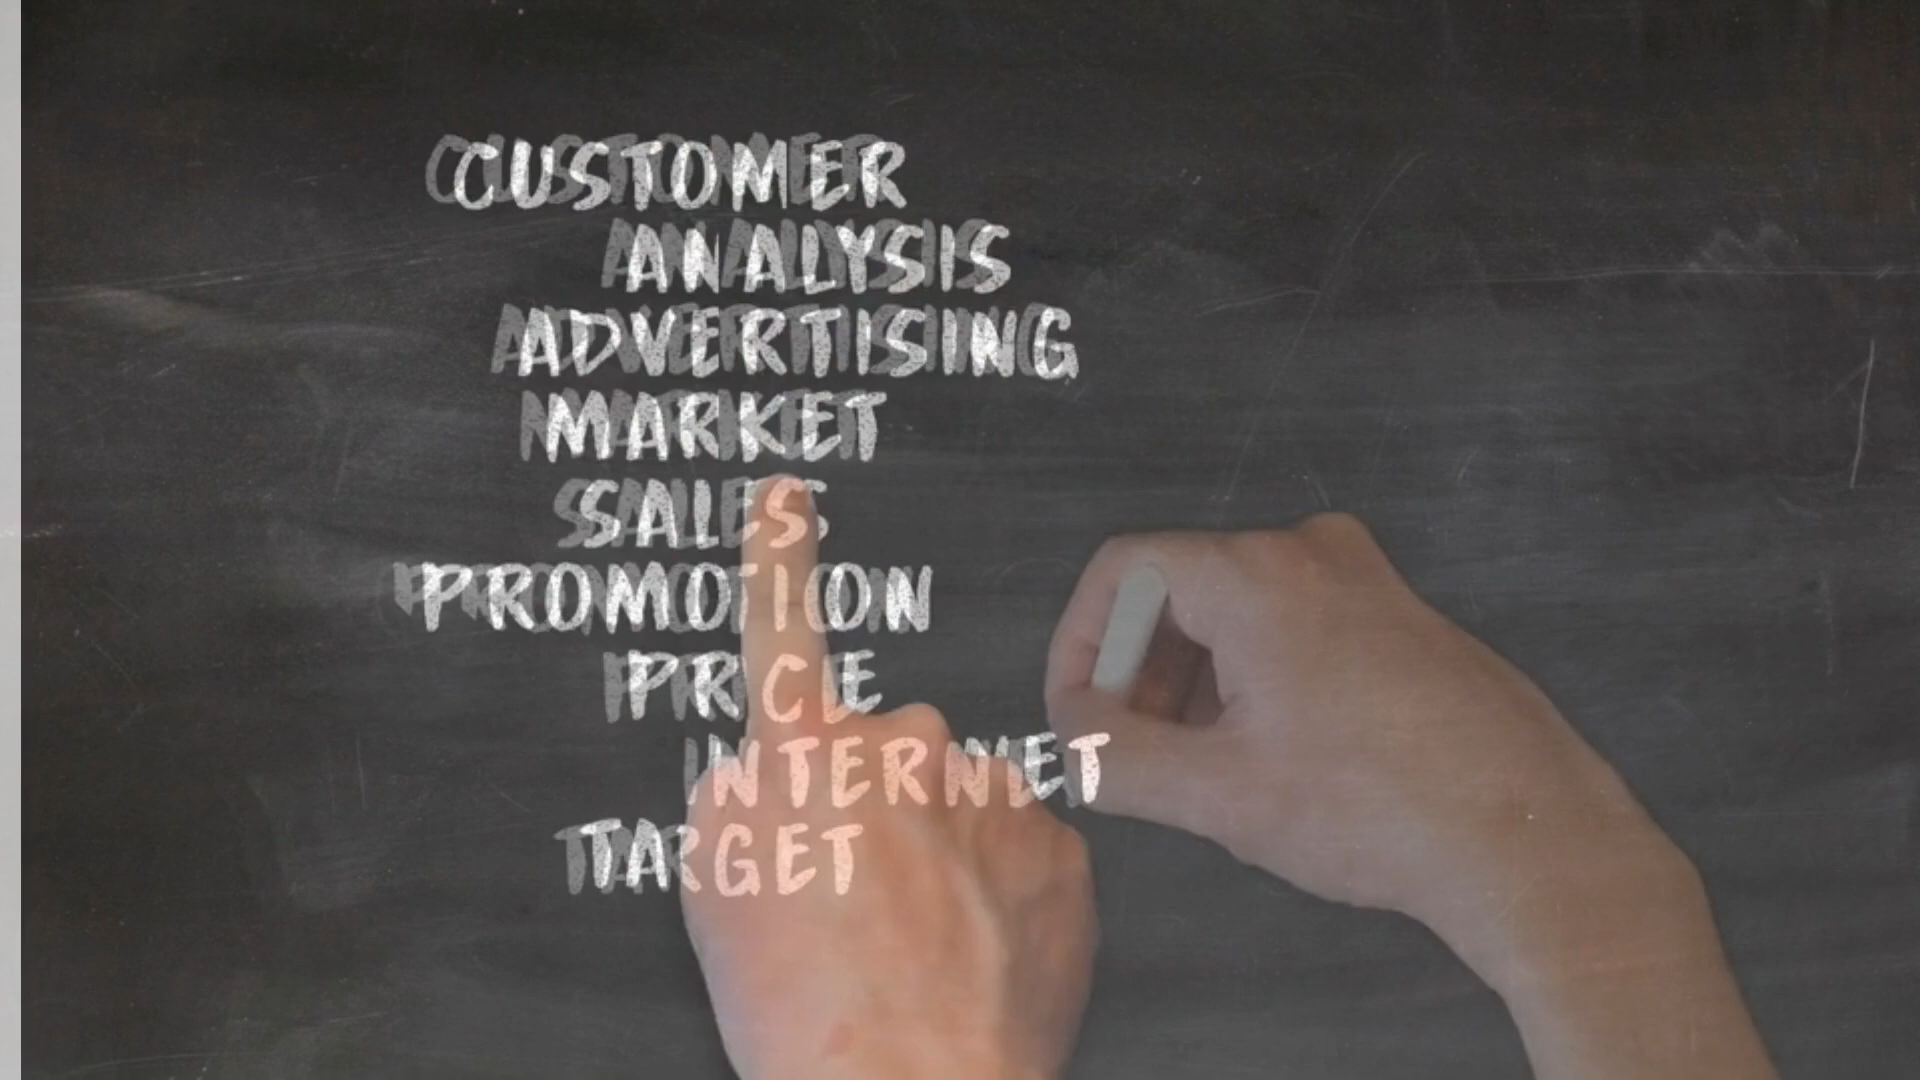 CUSTOMER
ANALYSIS
ADVERTISING
MARKET
SALES
PROMOTION
PRICE
INTERNET
TARGET